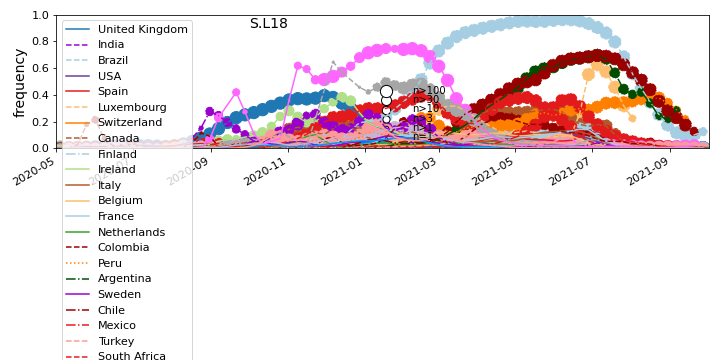 S.L18
frequency
1.0
0.8
0.6
0.4
0.2
0.0
2020-05
2020-09
2020-11
2021-01
2021-03
2021-05
2021-07
2021-09
United Kingdom
India
Brazil
USA
Spain
Luxembourg
Switzerland
Canada
Finland
Ireland
Italy
Belgium
France
Netherlands
Colombia
Peru
Argentina
Sweden
Chile
Mexico
Turkey
South Africa
n>100
n>30
n>10
n>3
n>1
n=1